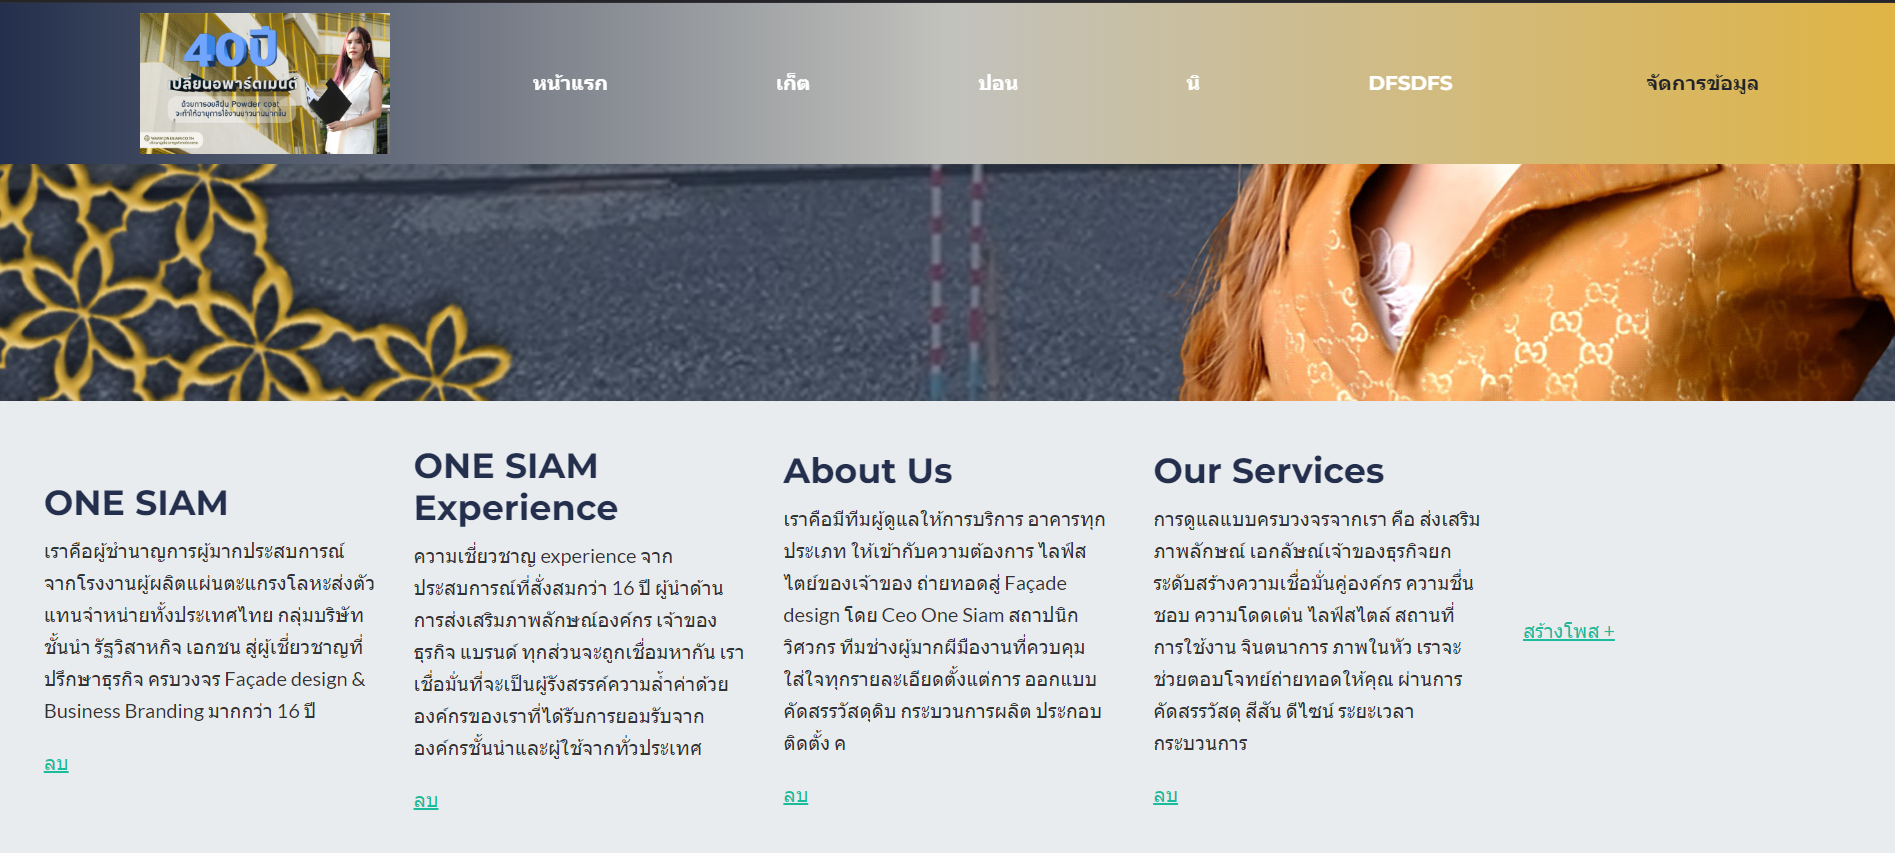 40ปี
เปลี่ยนอพาร์ตเมนต์
ด้วยการอบสีฝุ่น Powder coat
จะทำให้อายุการใช้งานยาวนานมากขึ้น
หน้าแรก
เก็ต
ปอน
นิ
DFSDFS
จัดการข้อมูล
ONE SIAM
เราคือผู้ชำนาญการผู้มากประสบการณ์
จากโรงงานผู้ผลิตแผ่นตะแกรงโลหะส่งตัว
แทนจำหน่ายทั้งประเทศไทย กลุ่มบริษัท
ชั้นนำ รัฐวิสาหกิจ เอกชน สู่ผู้เชี่ยวชาญที่
ปรึกษาธุรกิจ ครบวงจร Façade design &
Business Branding มากกว่า 16 ปี
ลบ
ONE SIAM
Experience
ความเชี่ยวชาญ experience จาก
ประสบการณ์ที่สั่งสมกว่า 16 ปี ผู้นำด้าน
การส่งเสริมภาพลักษณ์องค์กร เจ้าของ
ธุรกิจ แบรนด์ ทุกส่วนจะถูกเชื่อมหากัน เรา
เชื่อมั่นที่จะเป็นผู้รังสรรค์ความล้ำค่าด้วย
องค์กรของเราที่ได้รับการยอมรับจาก
องค์กรชั้นนำและผู้ใช้จากทั่วประเทศ
ลบ
About Us
เราคือมีทีมผู้ดูแลให้การบริการ อาคารทุก
ประเภท ให้เข้ากับความต้องการ ไลฟ์ส
ไตย์ของเจ้าของ ถ่ายทอดสู่ Façade
design โดย Ceo One Siam สถาปนิก
วิศวกร ทีมช่างผู้มากฝีมืองานที่ควบคุม
ใส่ใจทุกรายละเอียดตั้งแต่การ ออกแบบ
คัดสรรวัสดุดิบ กระบวนการผลิต ประกอบ
ติดตั้ง ค
ลบ
Our Services
การดูแลแบบครบวงจรจากเรา คือ ส่งเสริม
ภาพลักษณ์ เอกลัษณ์เจ้าของธุรกิจยก
ระดับสร้างความเชื่อมั่นคู่องค์กร ความชื่น
ชอบ ความโดดเด่น ไลฟ์สไตล์ สถานที่
การใช้งาน จินตนาการ ภาพในหัว เราจะ
ช่วยตอบโจทย์ถ่ายทอดให้คุณ ผ่านการ
คัดสรรวัสดุ สีสัน ดีไซน์ ระยะเวลา
กระบวนการ
ลบ
สร้างโพส +